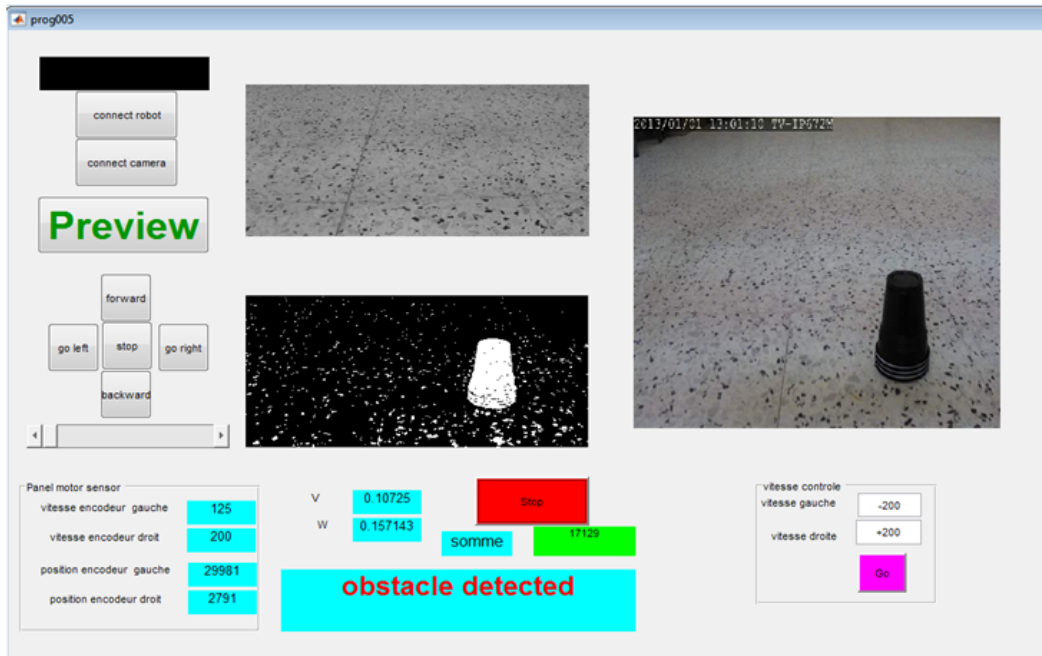 prog005
connect robot
connect camera
Preview
forward
go left
stop
go right
backward
2013/01/01 13:01:10 TV-IP672W
Panel motor sensor
vitesse encodeur gauche
125
vitesse encodeur droit
200
position encodeur gauche
29981
position encodeur droit
2791
V
0.10725
W
0.157143
Stop
somme
17129
obstacle detected
vitesse controle
vitesse gauche
-200
vitesse droite
+200
Go